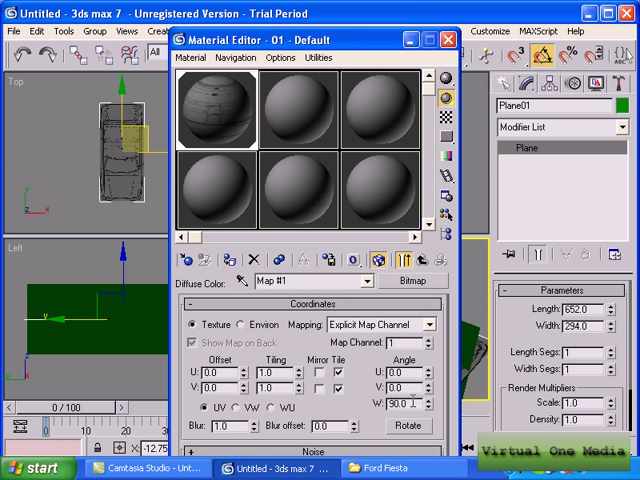 Untitled - 3ds max 7 - Unregistered Version - Trial Period
Material Editor - 01 - Default
File Edit Tools Group
Customize MAXScript Help
Material Navigation Options Utilities
All
Top
Plane01
Modifier List
Plane
Left
Diffuse Color: Map #1 Bitmap
Coordinates
Texture Environ Mapping: Explicit Map Channel
Show Map on Back Map Channel: 1
Offset Tiling Mirror Tile Angle
U: 0.0 1.0 U: 0.0
V: 0.0 1.0 V: 0.0
W: 90.0
UV VW WU
Blur: 1.0 Blur offset: 0.0 Rotate
Noise
Parameters
Length: 652.0
Width: 294.0
Length Segs: 1
Width Segs: 1
Render Multipliers
Scale: 1.0
Density: 1.0
0 / 100
0
X -12.75
Virtual One Media
start Camtasia Studio - Unt... Untitled - 3ds max 7 ... Ford Fiesta